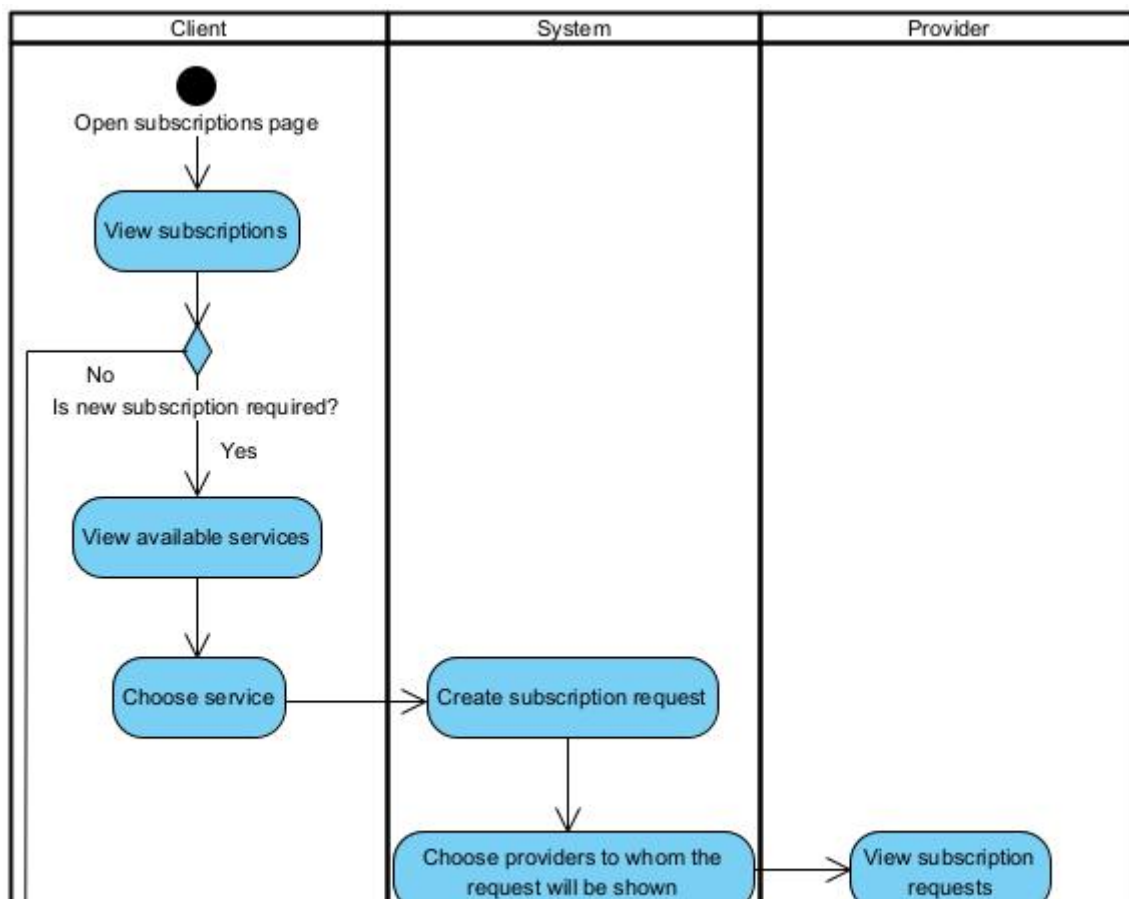 Client
System
Provider
Open subscriptions page
View subscriptions
No
Is new subscription required?
Yes
View available services
Choose service
Create subscription request
Choose providers to whom the
request will be shown
View subscription
requests